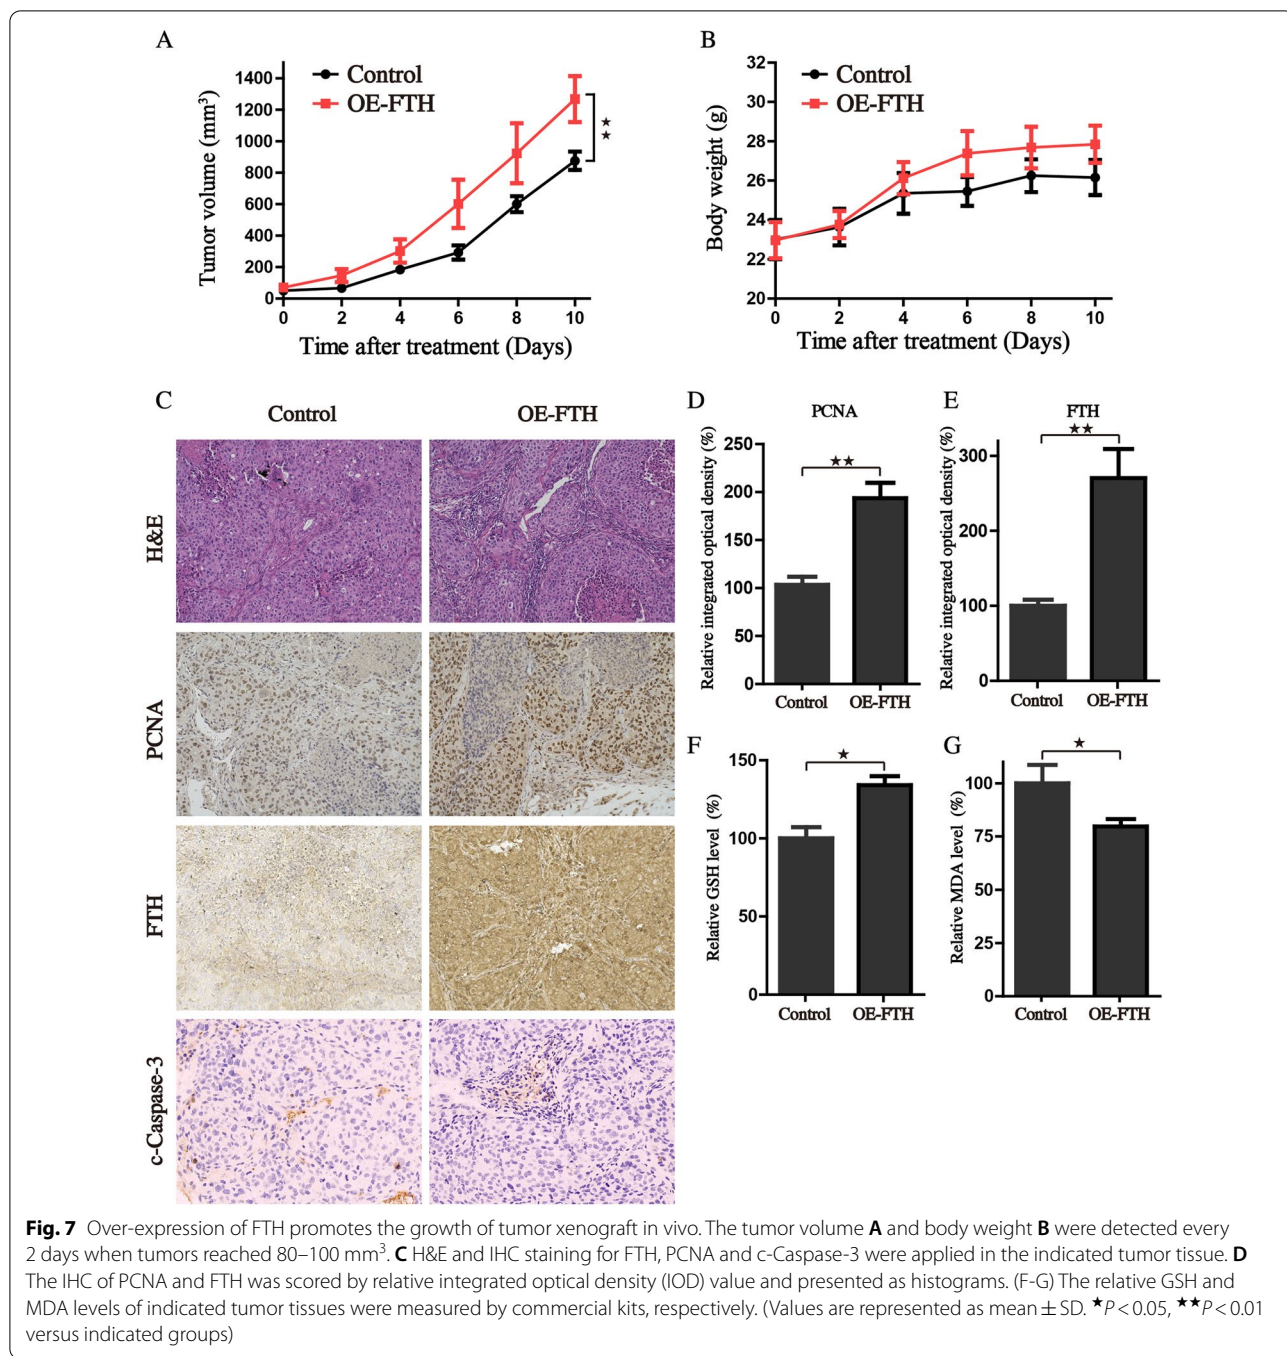 A
Tumor volume (mm³)
1400
1200
1000
800
600
400
200
0
Control
OE-FTH
★★
0 2 4 6 8 10
Time after treatment (Days)
B
Body weight (g)
32
30
28
26
24
22
20
Control
OE-FTH
0 2 4 6 8 10
Time after treatment (Days)
C
Control OE-FTH
H&E
PCNA
FTH
c-Caspase-3
D
PCNA
Relative integrated optical density (%)
250
200
150
100
50
0
★★
Control OE-FTH
E
FTH
Relative integrated optical density (%)
300
200
100
0
★★
Control OE-FTH
F
Relative GSH level (%)
150
100
50
0
★
Control OE-FTH
G
Relative MDA level (%)
100
75
50
25
0
★
Control OE-FTH
Fig. 7 Over-expression of FTH promotes the growth of tumor xenograft in vivo. The tumor volume A and body weight B were detected every
2 days when tumors reached 80–100 mm³. C H&E and IHC staining for FTH, PCNA and c-Caspase-3 were applied in the indicated tumor tissue. D
The IHC of PCNA and FTH was scored by relative integrated optical density (IOD) value and presented as histograms. (F-G) The relative GSH and
MDA levels of indicated tumor tissues were measured by commercial kits, respectively. (Values are represented as mean ± SD. ★P < 0.05, ★★P < 0.01
versus indicated groups)